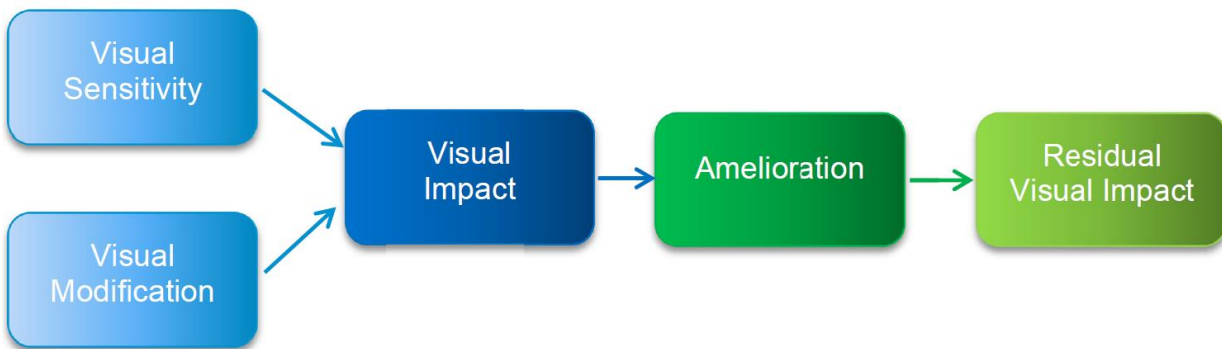 Visual
Sensitivity
Visual
Modification
Visual
Impact
Amelioration
Residual
Visual Impact